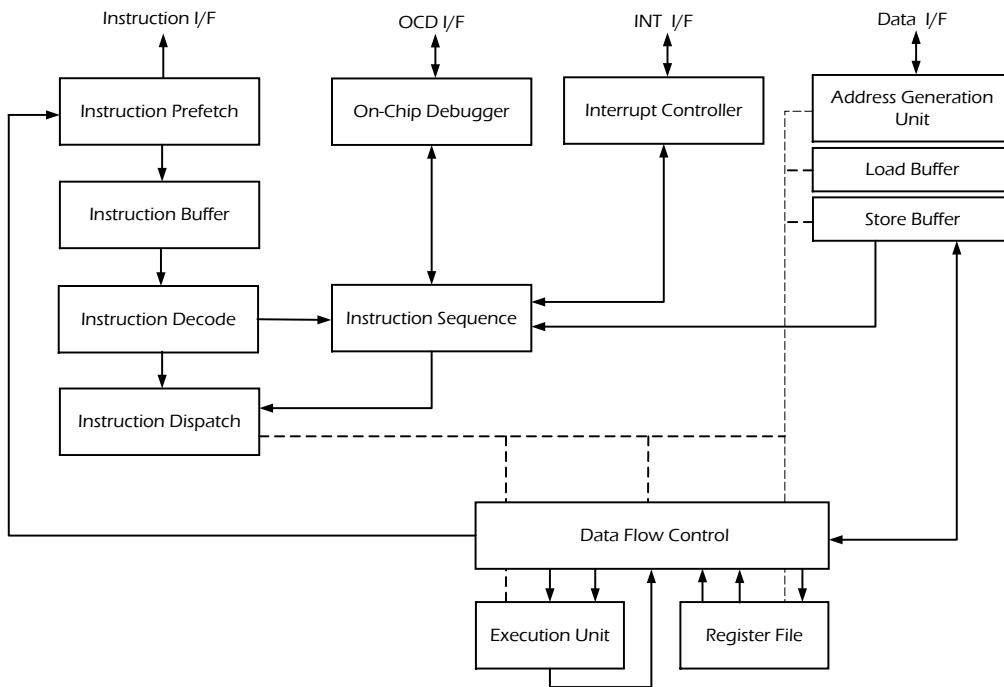 Instruction I/F
OCD I/F
INT I/F
Data I/F
Instruction Prefetch
On-Chip Debugger
Interrupt Controller
Address Generation
Unit
Load Buffer
Instruction Buffer
Store Buffer
Instruction Decode
Instruction Sequence
Instruction Dispatch
Data Flow Control
Execution Unit
Register File